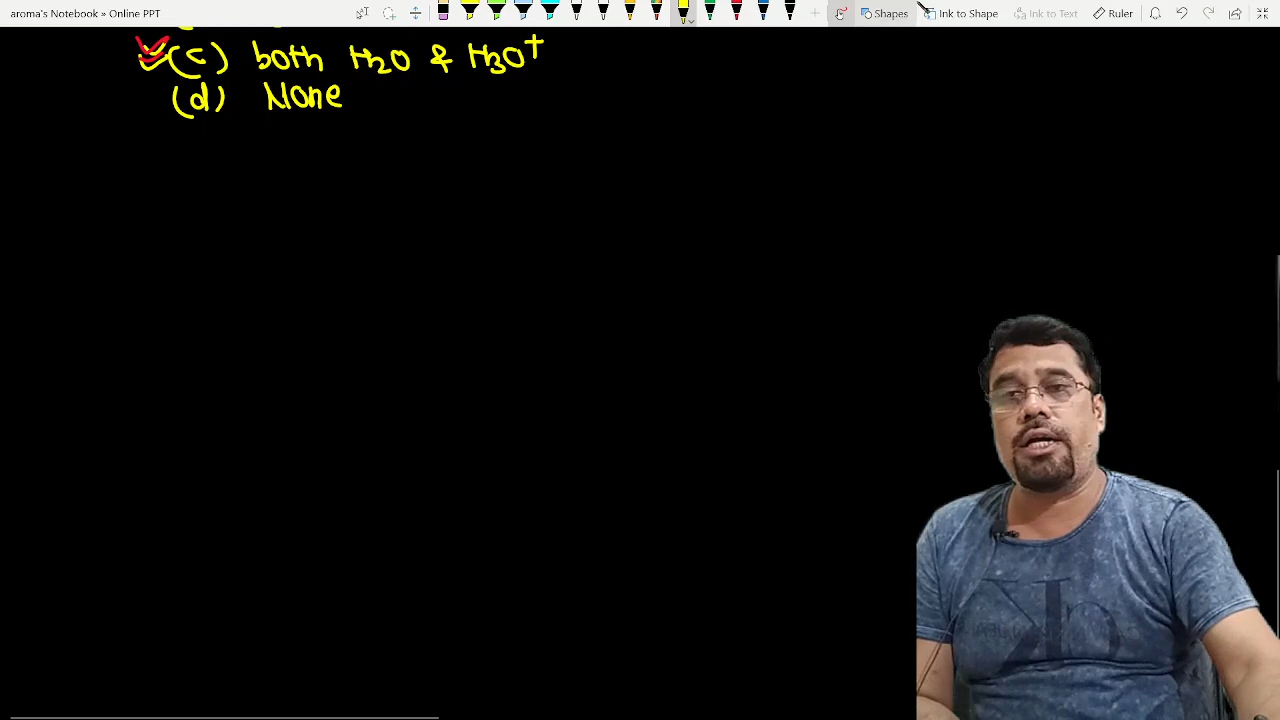 aroma's Notebook » Online PPT
Shapes Ink to Shape Ink to Text Ruler
(c) both H2O & H3O+
(d) None